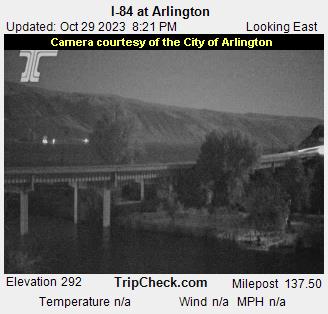 I-84 at Arlington
Updated: Oct 29 2023 8:21 PM Looking East
Camera courtesy of the City of Arlington
Elevation 292 TripCheck.com Milepost 137.50
Temperature n/a Wind n/a MPH n/a